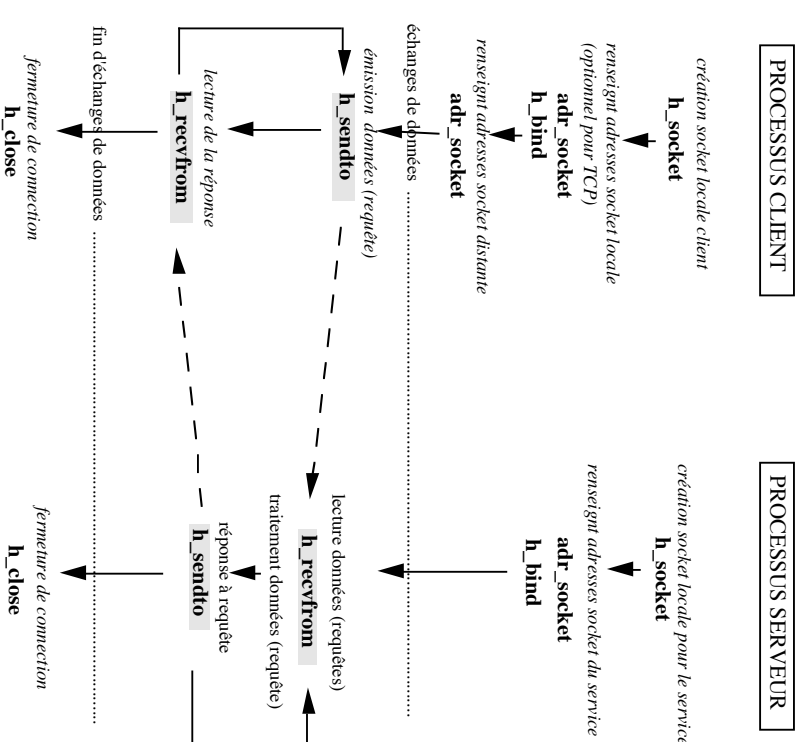 PROCESSUS CLIENT
création socket locale client
h_socket
renseignt adresses socket locale
(optionnel pour TCP)
adr_socket
h_bind
renseignt adresses socket distante
adr_socket
échanges de données
émission données (requête)
h_sendto
lecture de la réponse
h_recvfrom
fin d'échanges de données
fermeture de connection
h_close
PROCESSUS SERVEUR
création socket locale pour le service
h_socket
renseignt adresses socket du service
adr_socket
h_bind
lecture données (requêtes)
h_recvfrom
traitement données (requête)
réponse à requête
h_sendto
fermeture de connection
h_close